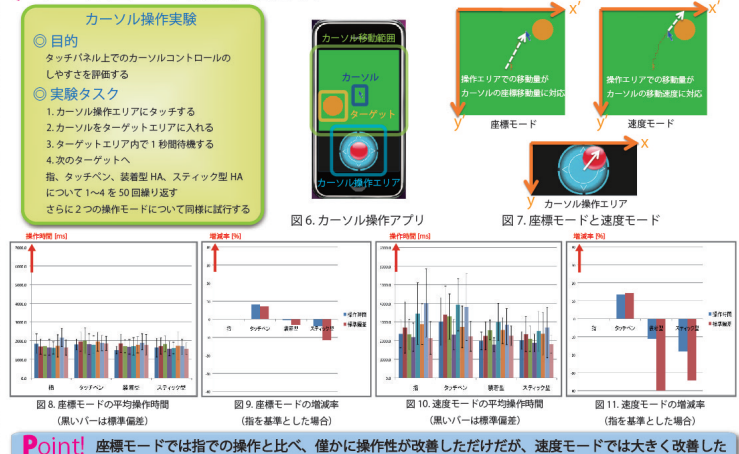 カーソル操作実験
◎ 目的
タッチパネル上でのカーソルコントロールの
しやすさを評価する
◎ 実験タスク
1. カーソル操作エリアにタッチする
2. カーソルをターゲットエリアに入れる
3. ターゲットエリア内で 1 秒間待機する
4. 次のターゲットへ
指、タッチペン、装着型 HA、スティック型 HA
について 1~4 を 50 回繰り返す
さらに 2 つの操作モードについて同様に試行する
カーソル移動範囲
カーソル
ターゲット
カーソル操作エリア
図 6. カーソル操作アプリ
x'
操作エリアでの移動量が
カーソルの座標移動量に対応
y'
座標モード
x'
操作エリアでの移動量が
カーソルの移動速度に対応
y'
速度モード
x
y
カーソル操作エリア
図 7. 座標モードと速度モード
操作時間 [ms]
指
タッチペン
装着型
スティック型
図 8. 座標モードの平均操作時間
(黒いバーは標準偏差)
増減率 [%]
指
タッチペン
装着型
スティック型
操作時間
標準偏差
図 9. 座標モードの増減率
(指を基準とした場合)
操作時間 [ms]
指
タッチペン
装着型
スティック型
図 10. 速度モードの平均操作時間
(黒いバーは標準偏差)
増減率 [%]
指
タッチペン
装着型
スティック型
操作時間
標準偏差
図 11. 速度モードの増減率
(指を基準とした場合)
Point! 座標モードでは指での操作と比べ、僅かに操作性が改善しただけだが、速度モードでは大きく改善した